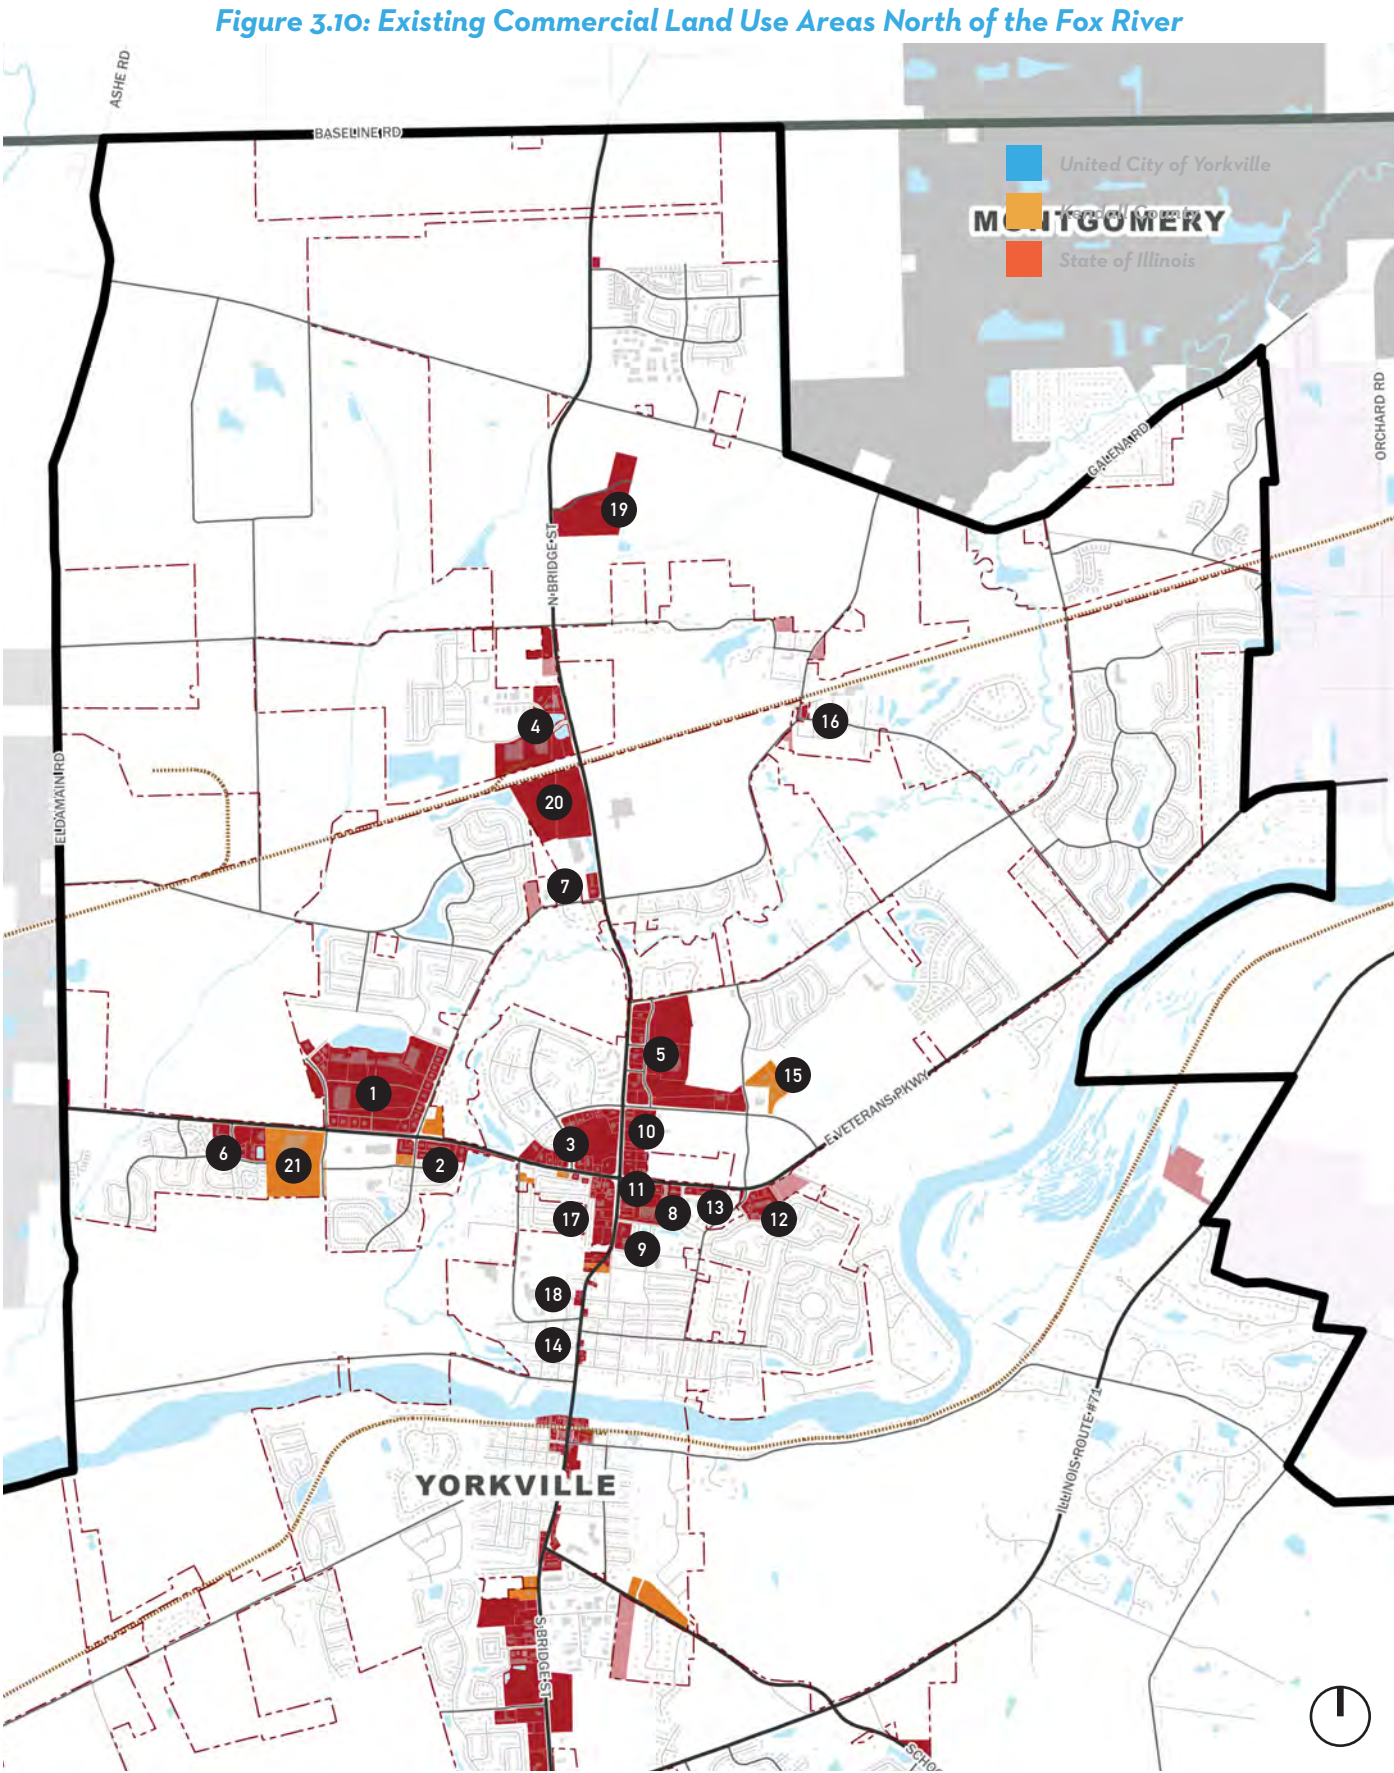 Figure 3.10: Existing Commercial Land Use Areas North of the Fox River
ASHE RD
BASELINE RD
United City of Yorkville
Kendall County
MONTGOMERY
State of Illinois
ORCHARD RD
GALENA RD
19
N BRIDGE ST
4
16
20
ELDAMAIN RD
7
5
15
1
E VETERANS PKWY
10
3
6
21
2
11
13
8
17
12
9
18
14
ILLINOIS ROUTE #71
YORKVILLE
S BRIDGE ST
SCHOO